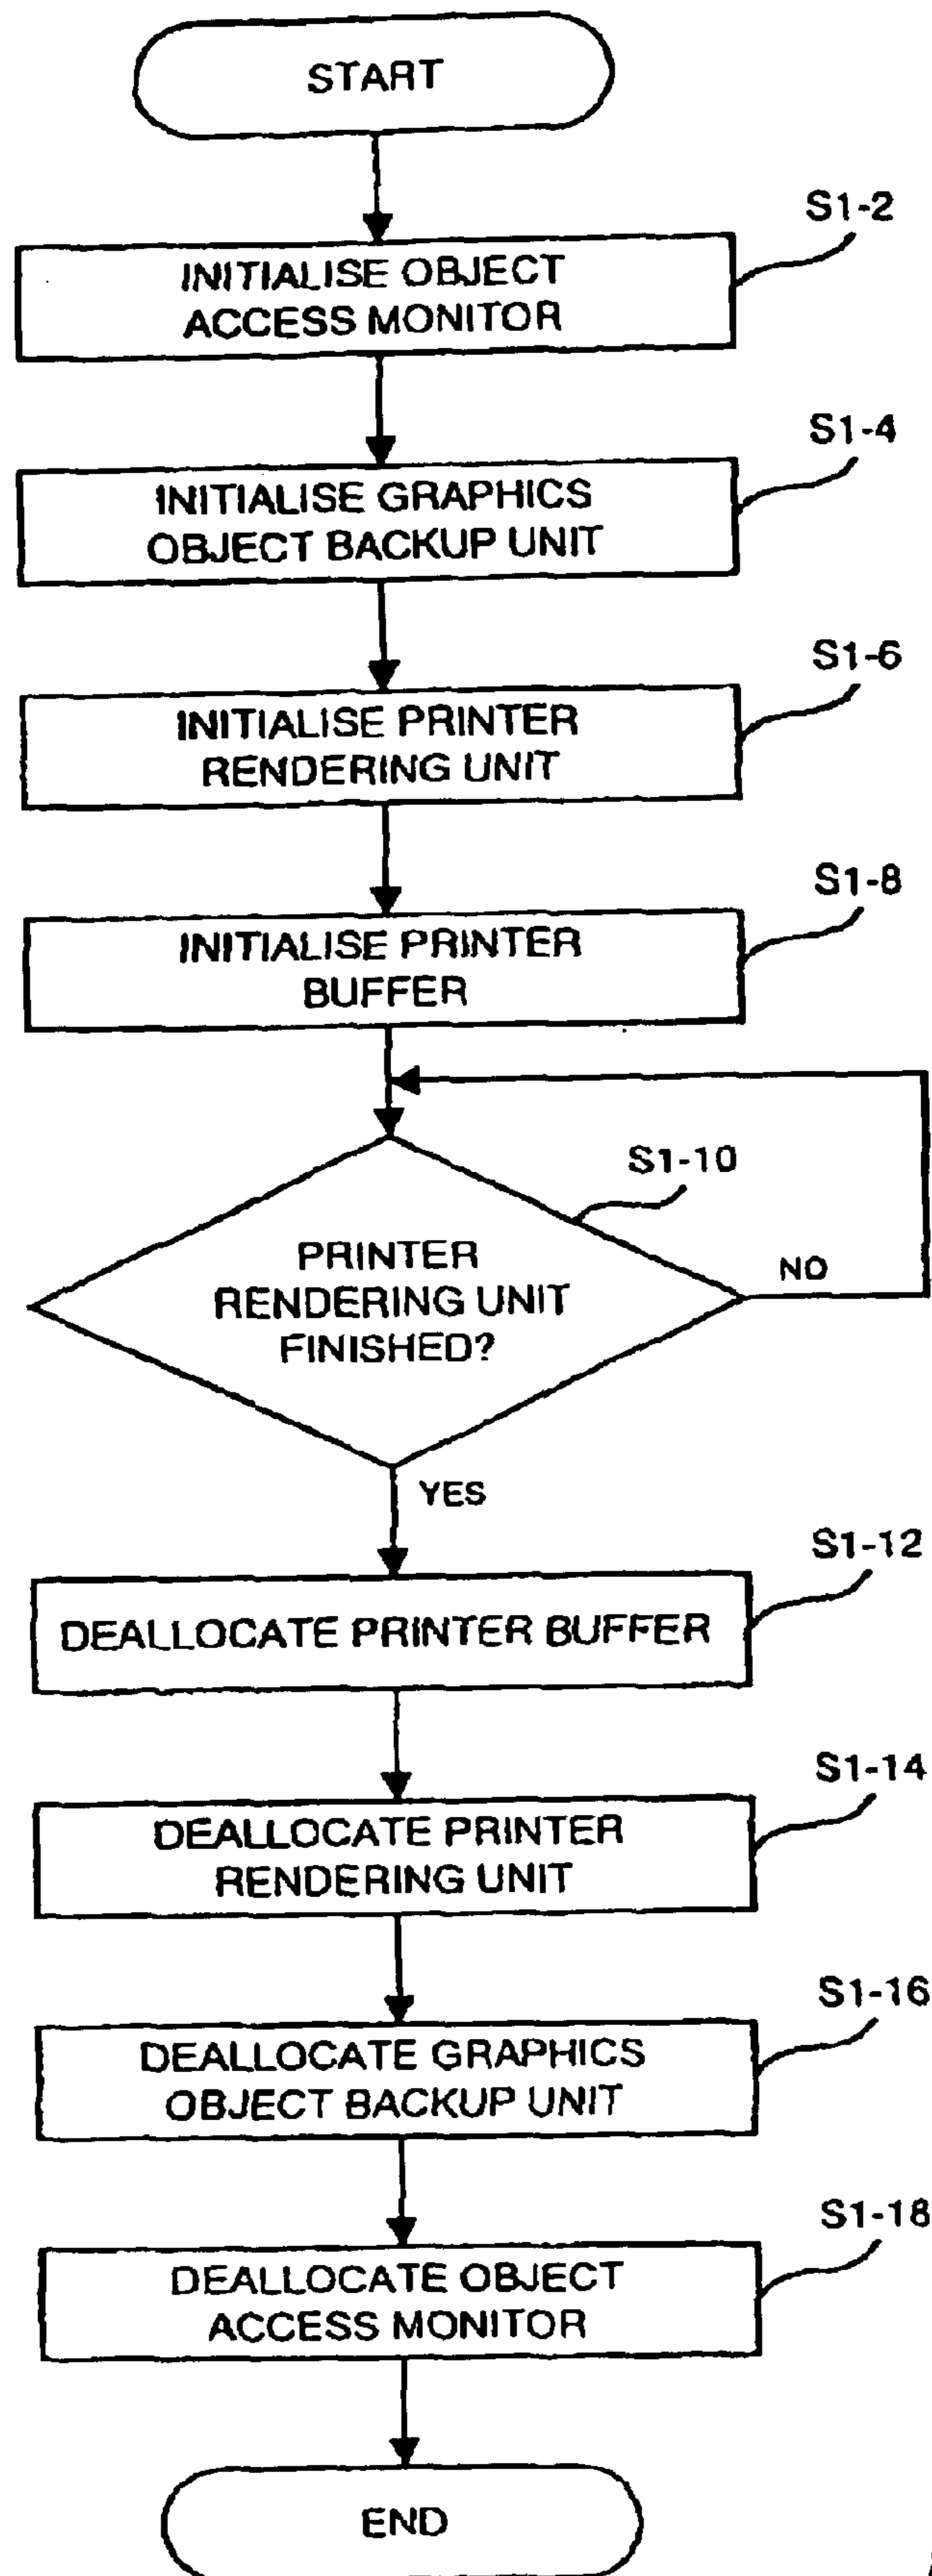 START
S1-2
INITIALISE OBJECT
ACCESS MONITOR
S1-4
INITIALISE GRAPHICS
OBJECT BACKUP UNIT
S1-6
INITIALISE PRINTER
RENDERING UNIT
S1-8
INITIALISE PRINTER
BUFFER
S1-10
PRINTER
RENDERING UNIT
FINISHED?
NO
YES
S1-12
DEALLOCATE PRINTER BUFFER
S1-14
DEALLOCATE PRINTER
RENDERING UNIT
S1-16
DEALLOCATE GRAPHICS
OBJECT BACKUP UNIT
S1-18
DEALLOCATE OBJECT
ACCESS MONITOR
END